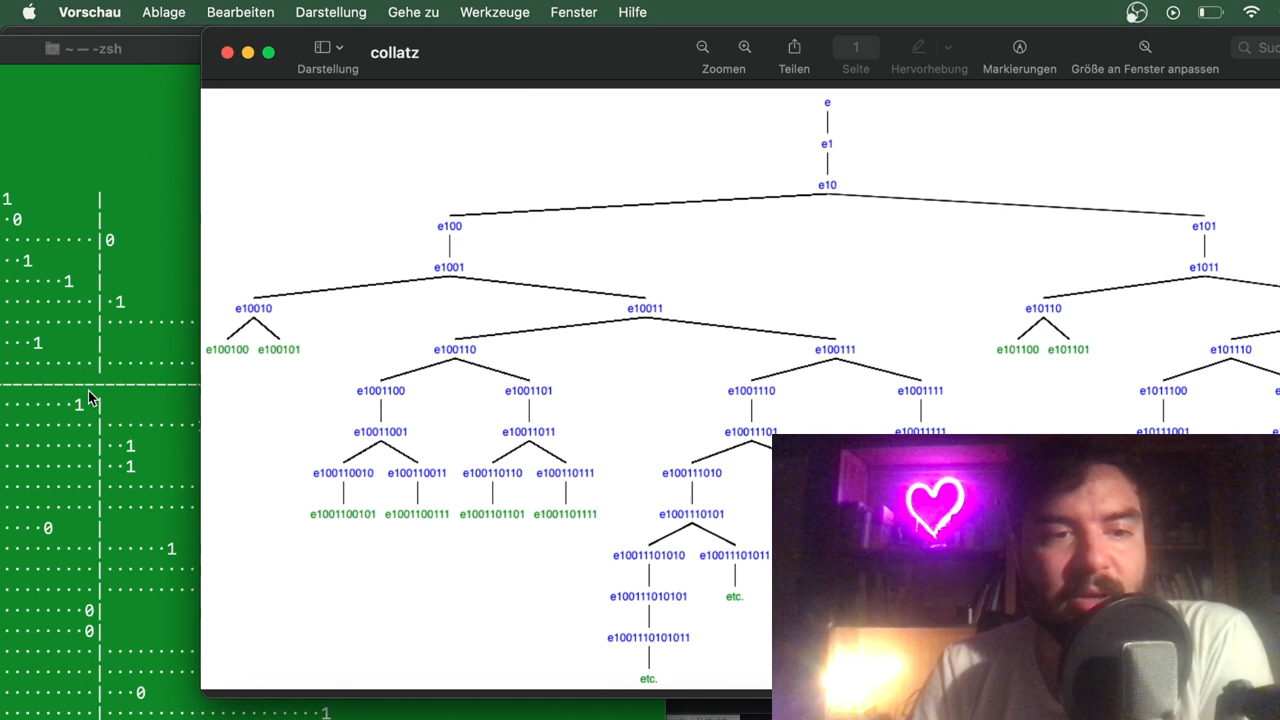 Vorschau Ablage Bearbeiten Darstellung Gehe zu Werkzeuge Fenster Hilfe
~ — -zsh
collatz
1
Suc
Darstellung Zoomen Teilen Seite Hervorhebung Markierungen Größe an Fenster anpassen
e
e1
e10
e100 e101
e1001 e1011
e10010 e10011 e10110
e100100 e100101 e100110 e100111 e101100 e101101 e101110
e1001100 e1001101 e1001110 e1001111 e1011100 e
e10011001 e10011011 e10011101 e10011111 e10111001
e100110010 e100110011 e100110110 e100110111 e100111010
e1001100101 e1001100111 e1001101101 e1001101111 e1001110101
e10011101010 e10011101011
e100111010101 etc.
e1001110101011
etc.
1 |
·0
·········|0
··1
······1
·········|·1
·········|·········
···1
·········|
·······1
·········|·········
·········|··1
·········|··1
·········|·········
····0
·········|······1
·········|·········
·········|·········
········0|
········0|
·········|·········
·········|·········
·········|···0
·········|·····················1